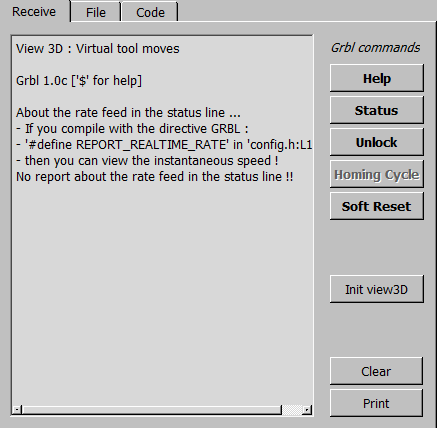 Receive File Code
View 3D : Virtual tool moves
Grbl 1.0c ['$' for help]
About the rate feed in the status line ...
- If you compile with the directive GRBL :
- '#define REPORT_REALTIME_RATE' in 'config.h:L1
- then you can view the instantaneous speed !
No report about the rate feed in the status line !!
Grbl commands
Help
Status
Unlock
Homing Cycle
Soft Reset
Init view3D
Clear
Print